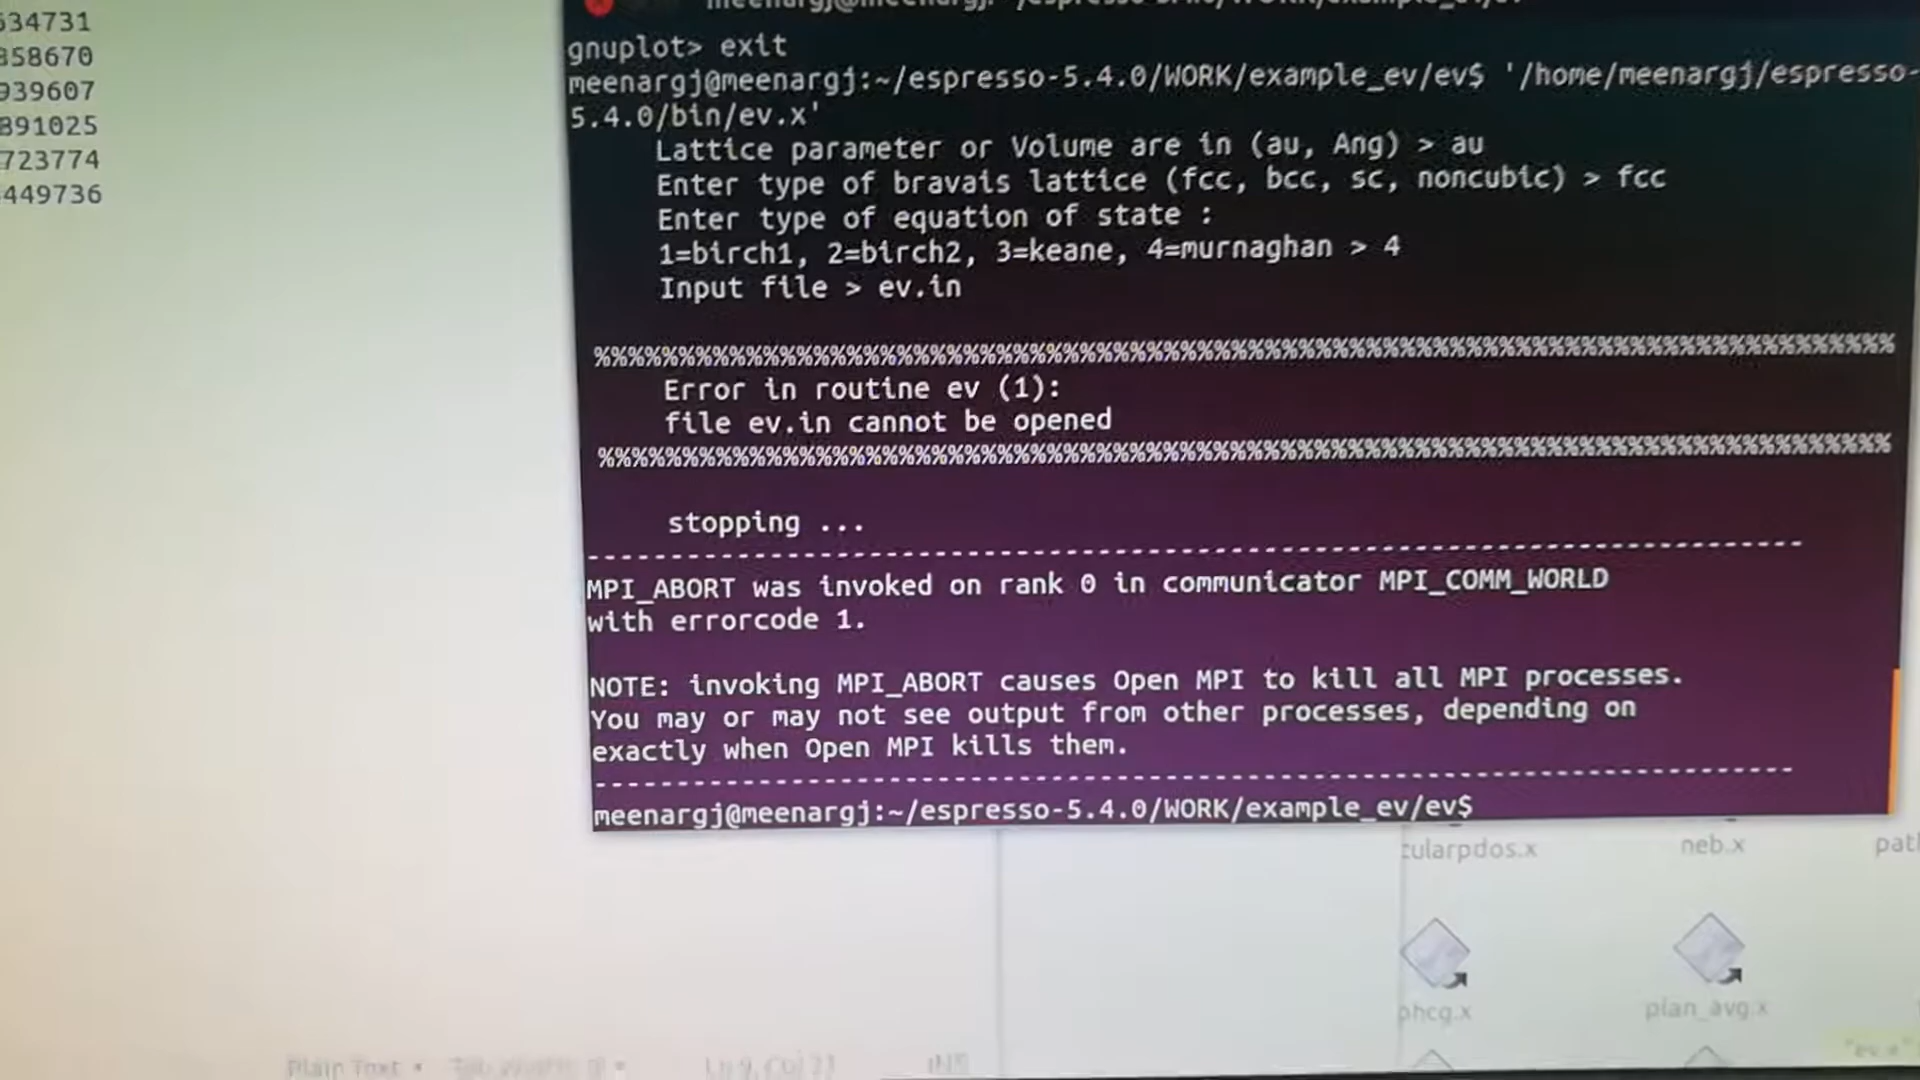 634731
858670
939607
891025
723774
449736
gnuplot> exit
meenargj@meenargj:~/espresso-5.4.0/WORK/example_ev/ev$ '/home/meenargj/espresso-
5.4.0/bin/ev.x'
Lattice parameter or Volume are in (au, Ang) > au
Enter type of bravais lattice (fcc, bcc, sc, noncubic) > fcc
Enter type of equation of state :
1=birch1, 2=birch2, 3=keane, 4=murnaghan > 4
Input file > ev.in
%%%%%%%%%%%%%%%%%%%%%%%%%%%%%%%%%%%%%%%%%%%%%%%%%%%%%%%%%%%%%%%%%%%%%%%%%%%%%%%%
Error in routine ev (1):
file ev.in cannot be opened
%%%%%%%%%%%%%%%%%%%%%%%%%%%%%%%%%%%%%%%%%%%%%%%%%%%%%%%%%%%%%%%%%%%%%%%%%%%%%%%%
stopping ...
--------------------------------------------------------------------------
MPI_ABORT was invoked on rank 0 in communicator MPI_COMM_WORLD
with errorcode 1.
NOTE: invoking MPI_ABORT causes Open MPI to kill all MPI processes.
You may or may not see output from other processes, depending on
exactly when Open MPI kills them.
--------------------------------------------------------------------------
meenargj@meenargj:~/espresso-5.4.0/WORK/example_ev/ev$
cularpdos.x neb.x pat
phcg.x plan_avg.x
Plain Text INS